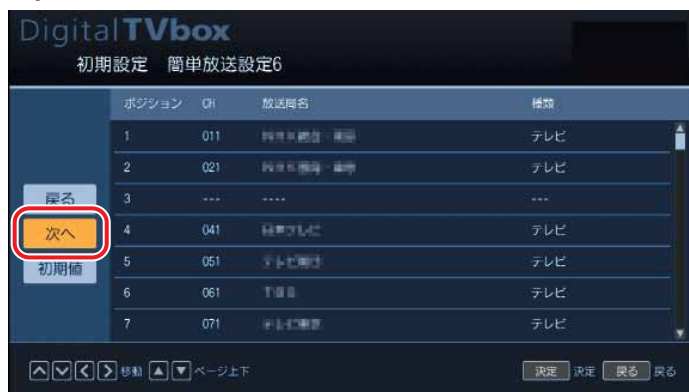 Digital TVbox
初期設定 簡単放送設定6
ポジション CH 放送局名 種類
1 011 テレビ
2 021 テレビ
戻る
3 --- ---- ---
次へ
4 041 テレビ
初期値
5 051 テレビ
6 061 テレビ
7 071 テレビ
移動 ページ上下 決定 決定 戻る 戻る